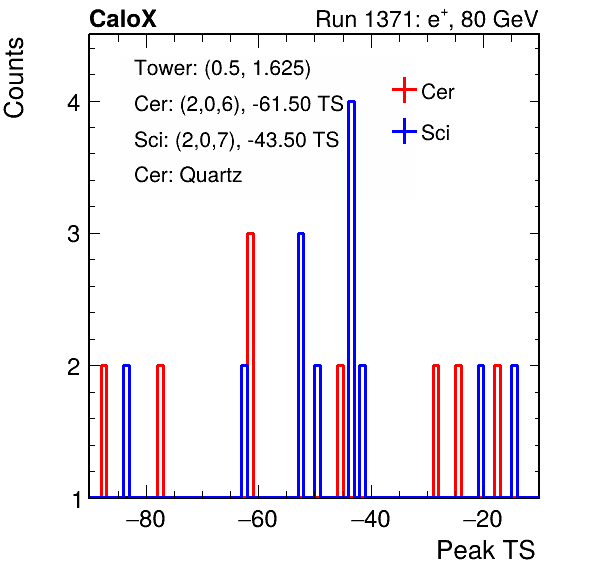 CaloX Run 1371: e⁺, 80 GeV
Counts
Tower: (0.5, 1.625)
Cer: (2,0,6), -61.50 TS
Sci: (2,0,7), -43.50 TS
Cer: Quartz
Cer
Sci
4
3
2
1
−80 −60 −40 −20
Peak TS